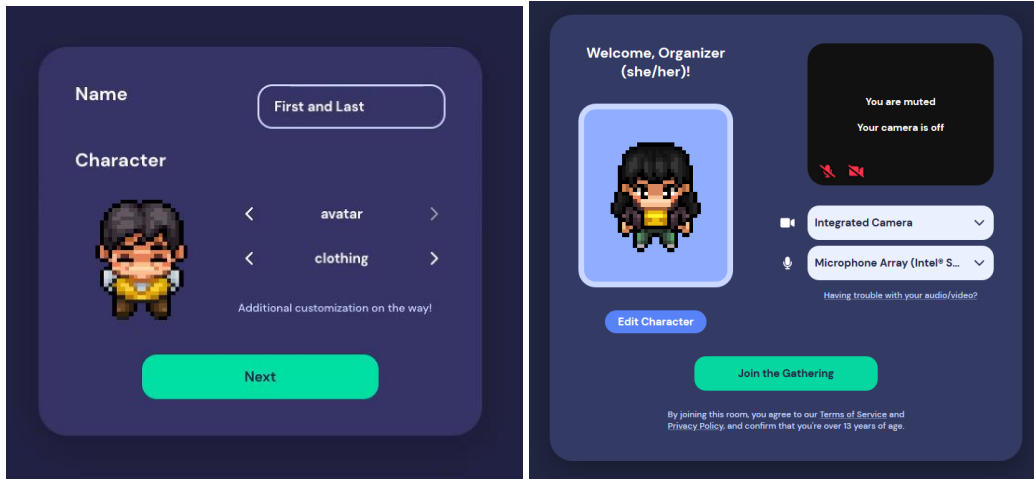 Name
First and Last
Character
avatar
clothing
Additional customization on the way!
Next
Welcome, Organizer
(she/her)!
Edit Character
You are muted
Your camera is off
Integrated Camera
Microphone Array (Intel® S...
Having trouble with your audio/video?
Join the Gathering
By joining this room, you agree to our Terms of Service and
Privacy Policy, and confirm that you're over 13 years of age.